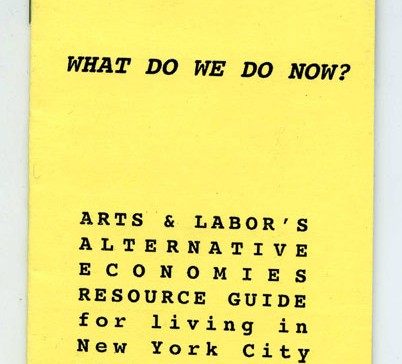 WHAT DO WE DO NOW?
ARTS & LABOR'S
ALTERNATIVE
ECONOMIES
RESOURCE GUIDE
for living in
New York City